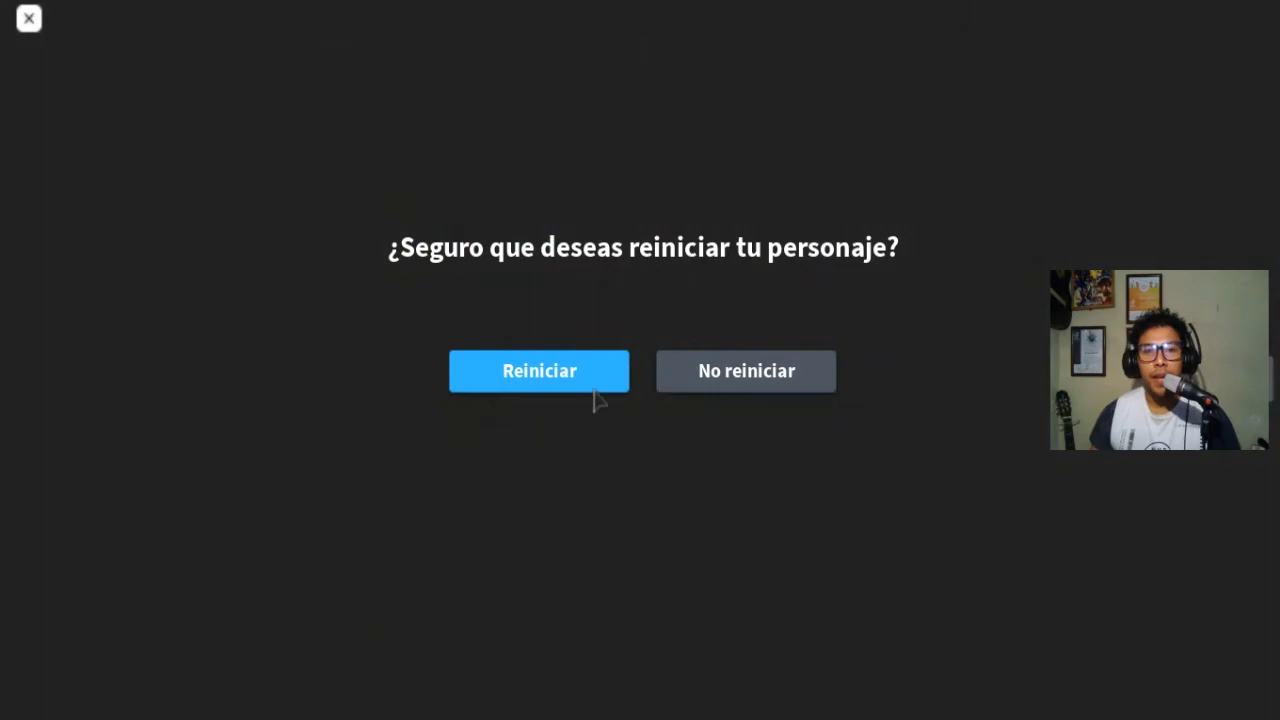 ¿Seguro que deseas reiniciar tu personaje?
Reiniciar
No reiniciar